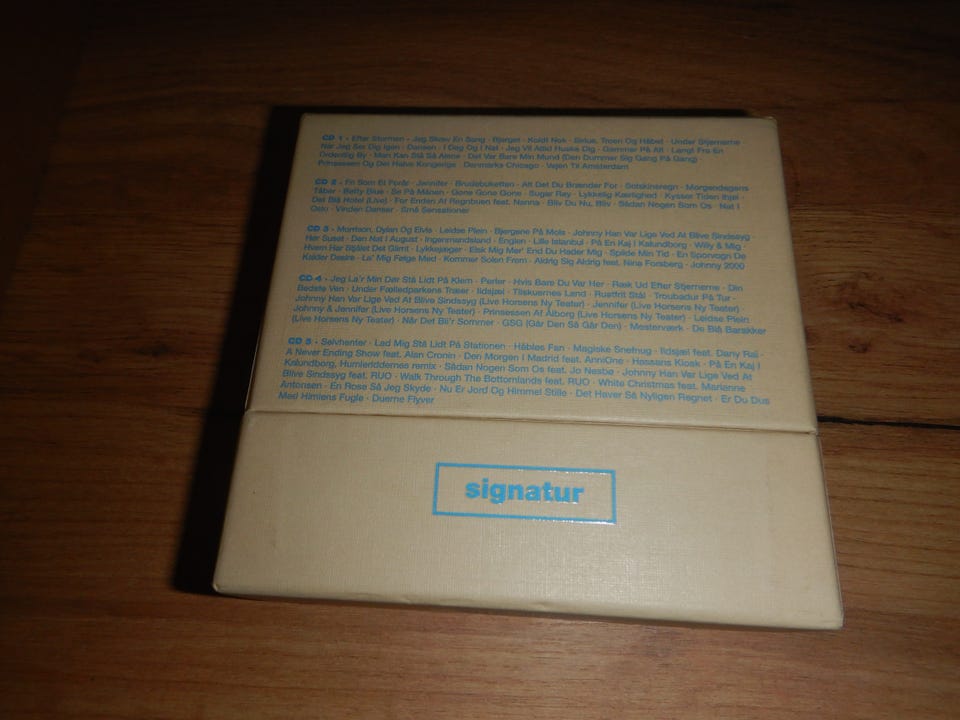 CD 1 - Efter Stormen · Jeg Skrev En Sang · Bjerget · Koldt Nok · Sirius, Troen Og Håbet · Under Stjernerne
Når Jeg Ser Dig Igen · Dansen · I Dag Og I Nat · Jeg Vil Altid Huske Dig · Gemmer På Alt · Langt Fra En
Ordentlig By · Man Kan Stå Så Alene · Det Var Bare Min Mund (Den Dummer Sig Gang På Gang)
Prinsessen Og Det Halve Kongerige · Danmarks Chicago · Vejen Til Amsterdam
CD 2 - Fri Som Et Forår · Jennifer · Brudebuketten · Alt Det Du Brænder For · Solskinsregn · Morgendagens
Tåber · Betty Blue · Se På Månen · Gone Gone Gone · Sugar Ray · Lykkelig Kærlighed · Kysser Tiden Ihjel ·
Det Blå Hotel (Live) · For Enden Af Regnbuen feat. Nanna · Bliv Du Nu, Bliv · Sådan Nogen Som Os · Nat I
Oslo · Vinden Danser · Små Sensationer
CD 3 - Morrison, Dylan Og Elvis · Leidse Plein · Bjergene På Mols · Johnny Han Var Lige Ved At Blive Sindssyg
Hør Suset · Den Nat I August · Ingenmandsland · Englen · Lille Istanbul · På En Kaj I Kalundborg · Willy & Mig ·
Hvem Har Stjålet Det Glimt · Lykkejæger · Elsk Mig Mer' End Du Hader Mig · Spilde Min Tid · En Sporvogn De
Kalder Desire · La' Mig Følge Med · Kommer Solen Frem · Aldrig Sig Aldrig feat. Nina Forsberg · Johnny 2000
CD 4 - Jeg La'r Min Dør Stå Lidt På Klem · Perler · Hvis Bare Du Var Her · Ræk Ud Efter Stjernerne · Din
Bedste Ven · Under Fælledparkens Træer · Ildsjæl · Tilskuernes Land · Rustfrit Stål · Troubadur På Tur ·
Johnny Han Var Lige Ved At Blive Sindssyg (Live Horsens Ny Teater) · Jennifer (Live Horsens Ny Teater) ·
Johnny & Jennifer (Live Horsens Ny Teater) · Prinsessen Af Ålborg (Live Horsens Ny Teater) · Leidse Plein
(Live Horsens Ny Teater) · Når Det Bli'r Sommer · GSG (Går Den Så Går Den) · Mesterværk · De Blå Barakker
CD 5 - Sølvhenter · Lad Mig Stå Lidt På Stationen · Håbløs Fan · Magiske Snefnug · Ildsjæl feat. Dany Raï ·
A Never Ending Show feat. Alan Cronin · Den Morgen I Madrid feat. AnniOne · Hassans Kiosk · På En Kaj I
Kalundborg, Humleriddernes remix · Sådan Nogen Som Os feat. Jo Nesbø · Johnny Han Var Lige Ved At
Blive Sindssyg feat. RUO · Walk Through The Bottomlands feat. RUO · White Christmas feat. Marianne
Antonsen · En Rose Så Jeg Skyde · Nu Er Jord Og Himmel Stille · Det Haver Så Nyligen Regnet · Er Du Dus
Med Himlens Fugle · Duerne Flyver
signatur